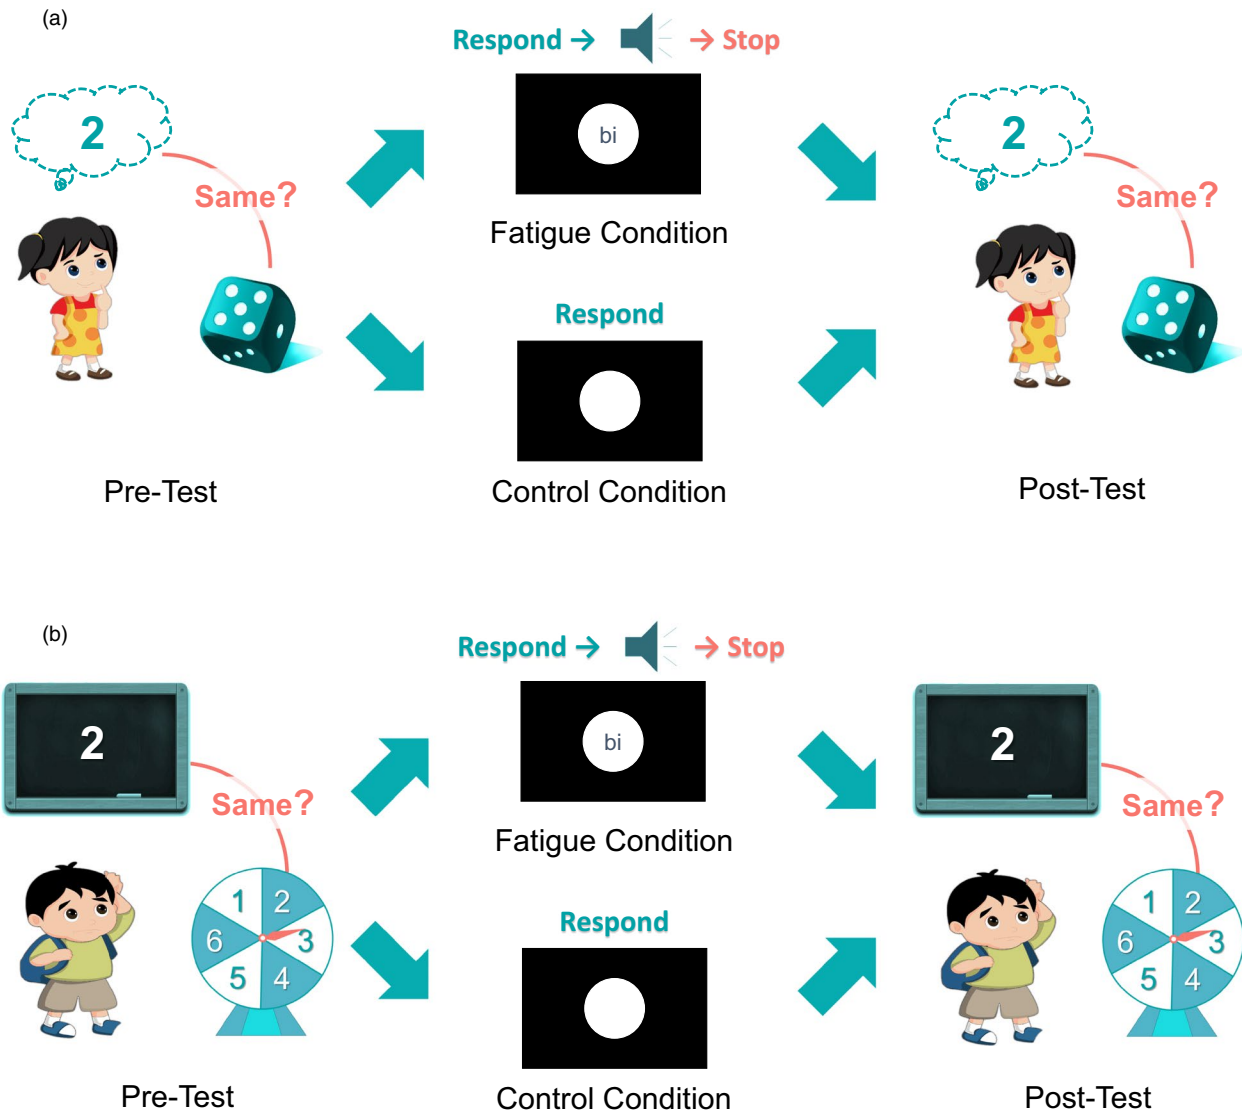 (a)
Respond → → Stop
2
bi
2
Same?
Same?
Fatigue Condition
Respond
Control Condition
Pre-Test
Post-Test
(b)
Respond → → Stop
2
bi
2
Same?
Same?
Fatigue Condition
1 2
6 3
5 4
1 2
6 3
5 4
Respond
Control Condition
Pre-Test
Post-Test